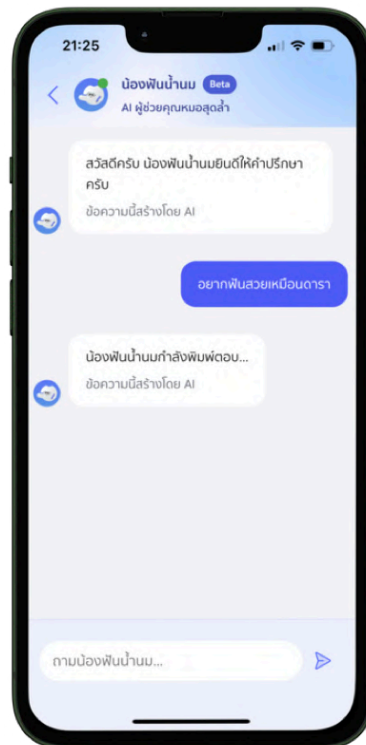 21:25
น้องฟันน้ำนม Beta
AI ผู้ช่วยคุณหมอสุดล้ำ
สวัสดีครับ น้องฟันน้ำนมยินดีให้คำปรึกษา
ครับ
ข้อความนี้สร้างโดย AI
อยากฟันสวยเหมือนดารา
น้องฟันน้ำนมกำลังพิมพ์ตอบ...
ข้อความนี้สร้างโดย AI
ถามน้องฟันน้ำนม...